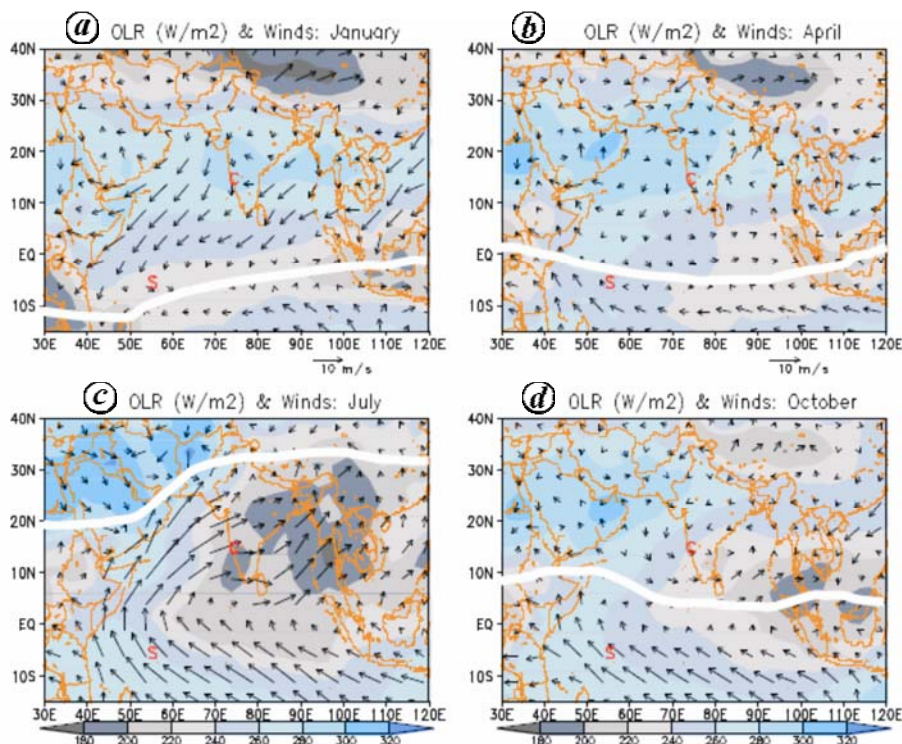 a OLR (W/m2) & Winds: January
b OLR (W/m2) & Winds: April
40N
30N
20N
10N
EQ
10S
C
S
30E 40E 50E 60E 70E 80E 90E 100E 110E 120E
10 m/s
40N
30N
20N
10N
EQ
10S
C
S
30E 40E 50E 60E 70E 80E 90E 100E 110E 120E
10 m/s
c OLR (W/m2) & Winds: July
d OLR (W/m2) & Winds: October
40N
30N
20N
10N
EQ
10S
C
S
30E 40E 50E 60E 70E 80E 90E 100E 110E 120E
180 200 220 240 260 280 300 320
40N
30N
20N
10N
EQ
10S
C
S
30E 40E 50E 60E 70E 80E 90E 100E 110E 120E
180 200 220 240 260 280 300 320